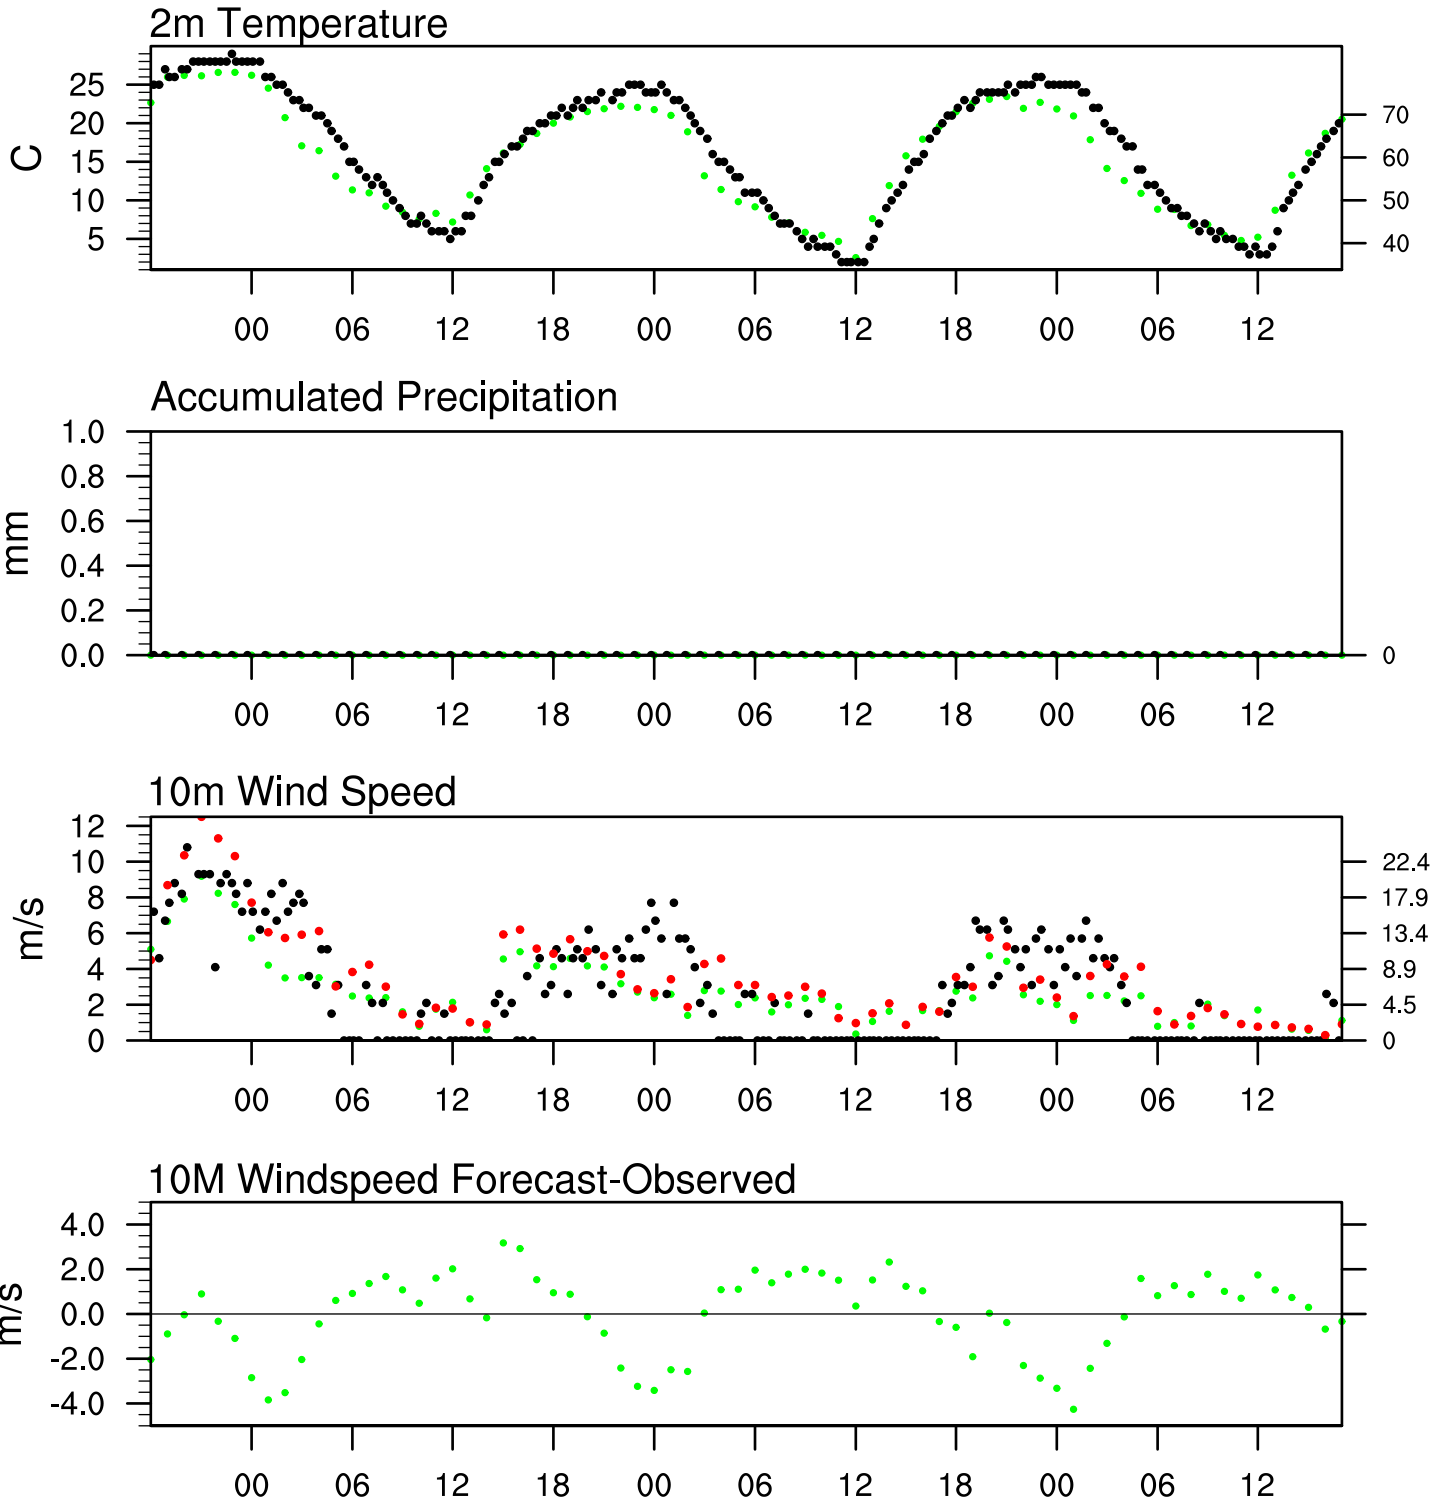 2m Temperature
C
25
20
15
10
5
70
60
50
40
00 06 12 18 00 06 12 18 00 06 12
Accumulated Precipitation
mm
1.0
0.8
0.6
0.4
0.2
0.0
0
00 06 12 18 00 06 12 18 00 06 12
10m Wind Speed
m/s
12
10
8
6
4
2
0
22.4
17.9
13.4
8.9
4.5
0
00 06 12 18 00 06 12 18 00 06 12
10M Windspeed Forecast-Observed
m/s
4.0
2.0
0.0
-2.0
-4.0
00 06 12 18 00 06 12 18 00 06 12